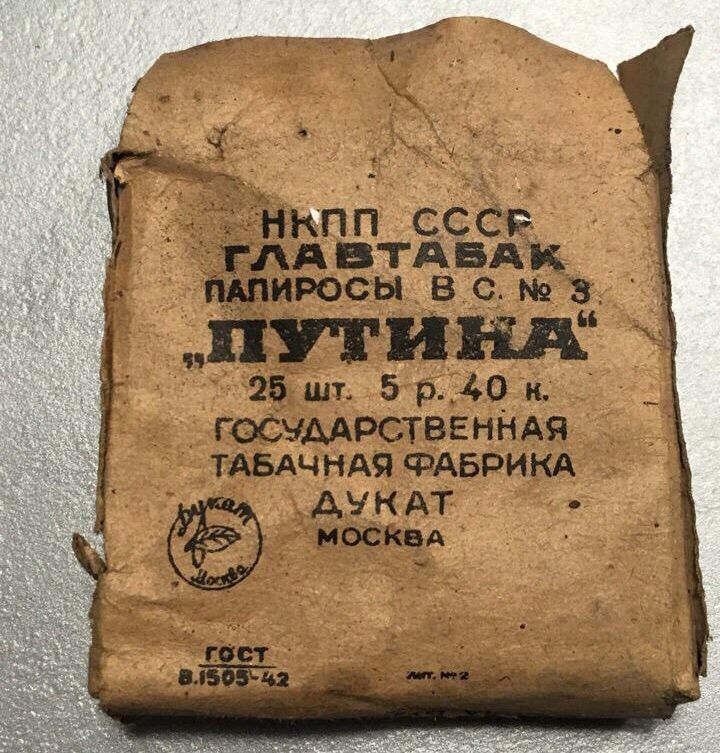 НКПП СССР
ГЛАВТАБАК
ПАПИРОСЫ В С. № 3
„ПУТИНА“
25 шт. 5 р. 40 к.
ГОСУДАРСТВЕННАЯ
ТАБАЧНАЯ ФАБРИКА
ДУКАТ
МОСКВА
Дукат
Москва
ГОСТ
В.1505-42
ЛИТ. № 2